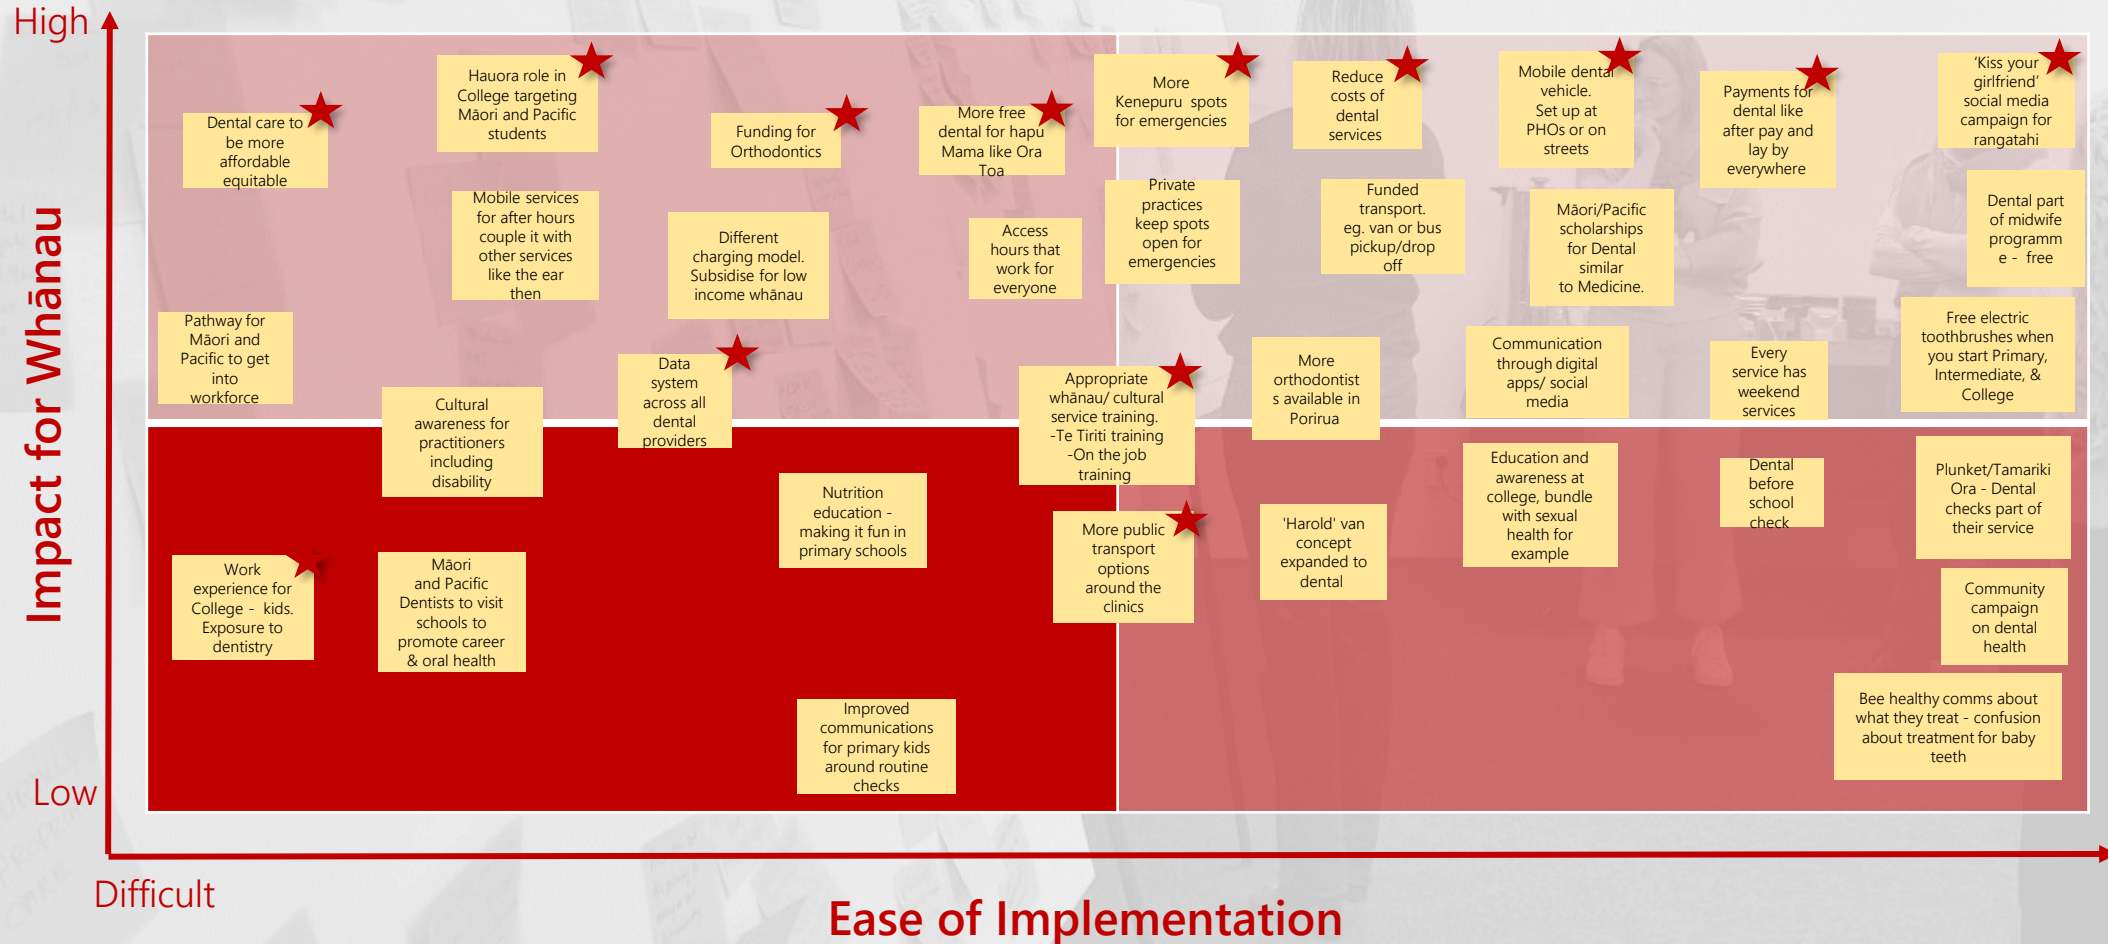 High
Impact for Whānau
Low
Difficult
Ease of Implementation
Dental care to
be more
affordable
equitable
Hauora role in
College targeting
Māori and Pacific
students
Funding for
Orthodontics
More free
dental for hapu
Mama like Ora
Toa
More
Kenepuru spots
for emergencies
Reduce
costs of
dental
services
Mobile dental
vehicle.
Set up at
PHOs or on
streets
Payments for
dental like
after pay and
lay by
everywhere
‘Kiss your
girlfriend’
social media
campaign for
rangatahi
Mobile services
for after hours
couple it with
other services
like the ear
then
Different
charging model.
Subsidise for low
income whānau
Access
hours that
work for
everyone
Private
practices
keep spots
open for
emergencies
Funded
transport.
eg. van or bus
pickup/drop
off
Māori/Pacific
scholarships
for Dental
similar
to Medicine.
Dental part
of midwife
programm
e - free
Pathway for
Māori and
Pacific to get
into
workforce
Cultural
awareness for
practitioners
including
disability
Data
system
across all
dental
providers
Appropriate
whānau/ cultural
service training.
-Te Tiriti training
-On the job
training
More
orthodontist
s available in
Porirua
Communication
through digital
apps/ social
media
Every
service has
weekend
services
Free electric
toothbrushes when
you start Primary,
Intermediate, &
College
Work
experience for
College - kids.
Exposure to
dentistry
Māori
and Pacific
Dentists to visit
schools to
promote career
& oral health
Nutrition
education -
making it fun in
primary schools
More public
transport
options
around the
clinics
'Harold' van
concept
expanded to
dental
Education and
awareness at
college, bundle
with sexual
health for
example
Dental
before
school
check
Plunket/Tamariki
Ora - Dental
checks part of
their service
Community
campaign
on dental
health
Improved
communications
for primary kids
around routine
checks
Bee healthy comms about
what they treat - confusion
about treatment for baby
teeth